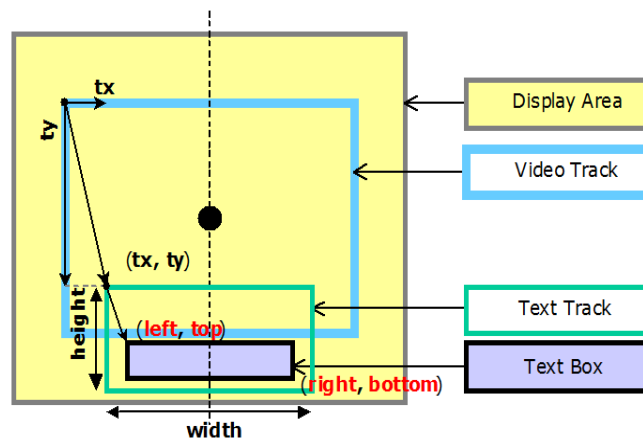 tx
ty
Display Area
Video Track
(tx, ty)
height
(left, top)
Text Track
Text Box
(right, bottom)
width